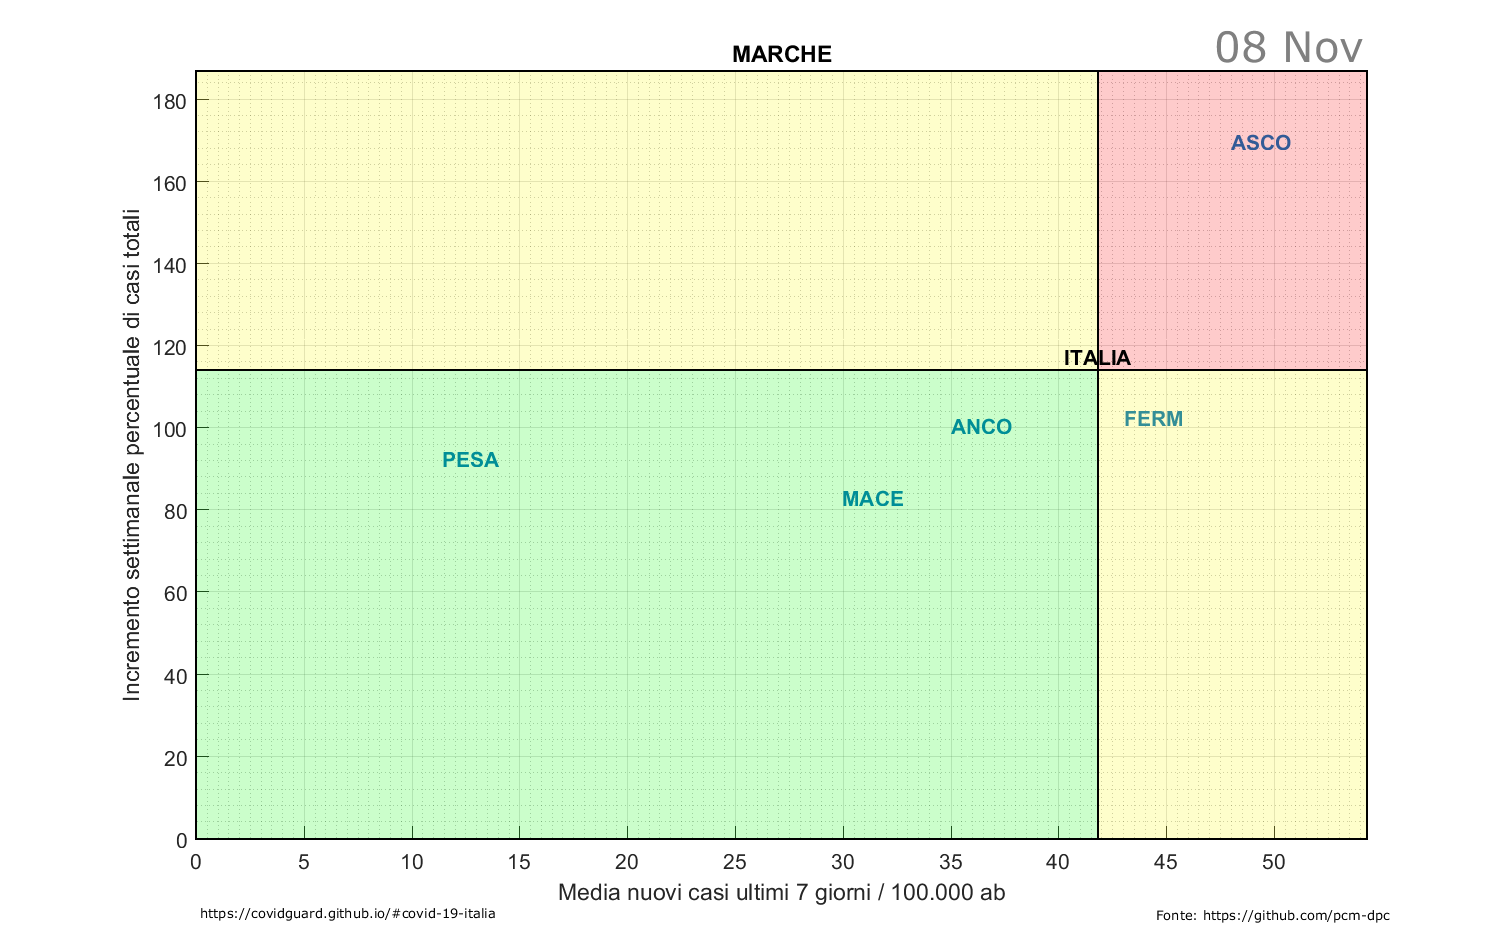 MARCHE
08 Nov
Incremento settimanale percentuale di casi totali
180
160
140
120
100
80
60
40
20
0
ASCO
ITALIA
FERM
ANCO
PESA
MACE
0 5 10 15 20 25 30 35 40 45 50
Media nuovi casi ultimi 7 giorni / 100.000 ab
https://covidguard.github.io/#covid-19-italia
Fonte: https://github.com/pcm-dpc